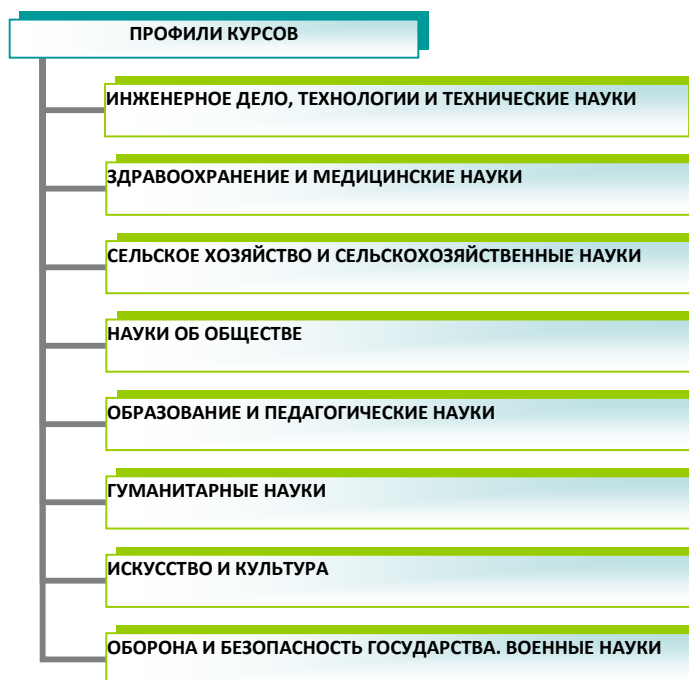 ПРОФИЛИ КУРСОВ
ИНЖЕНЕРНОЕ ДЕЛО, ТЕХНОЛОГИИ И ТЕХНИЧЕСКИЕ НАУКИ
ЗДРАВООХРАНЕНИЕ И МЕДИЦИНСКИЕ НАУКИ
СЕЛЬСКОЕ ХОЗЯЙСТВО И СЕЛЬСКОХОЗЯЙСТВЕННЫЕ НАУКИ
НАУКИ ОБ ОБЩЕСТВЕ
ОБРАЗОВАНИЕ И ПЕДАГОГИЧЕСКИЕ НАУКИ
ГУМАНИТАРНЫЕ НАУКИ
ИСКУССТВО И КУЛЬТУРА
ОБОРОНА И БЕЗОПАСНОСТЬ ГОСУДАРСТВА. ВОЕННЫЕ НАУКИ